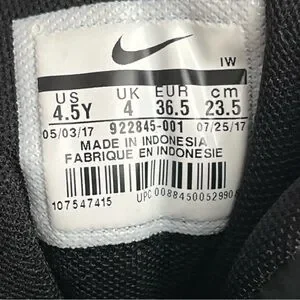 IW
US UK EUR cm
4.5Y 4 36.5 23.5
05/03/17 922845-001 07/25/17
MADE IN INDONESIA
FABRIQUE EN INDONESIE
107547415